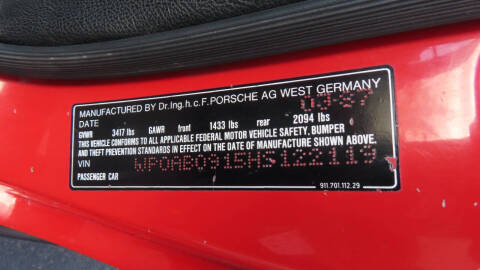 MANUFACTURED BY Dr.Ing.h.c.F.PORSCHE AG WEST GERMANY
DATE 03-87
GVWR 3417 lbs GAWR front 1433 lbs rear 2094 lbs
THIS VEHICLE CONFORMS TO ALL APPLICABLE FEDERAL MOTOR VEHICLE SAFETY, BUMPER
AND THEFT PREVENTION STANDARDS IN EFFECT ON THE DATE OF MANUFACTURE SHOWN ABOVE.
VIN WP0AB0915HS122119
PASSENGER CAR 911.701.112.29